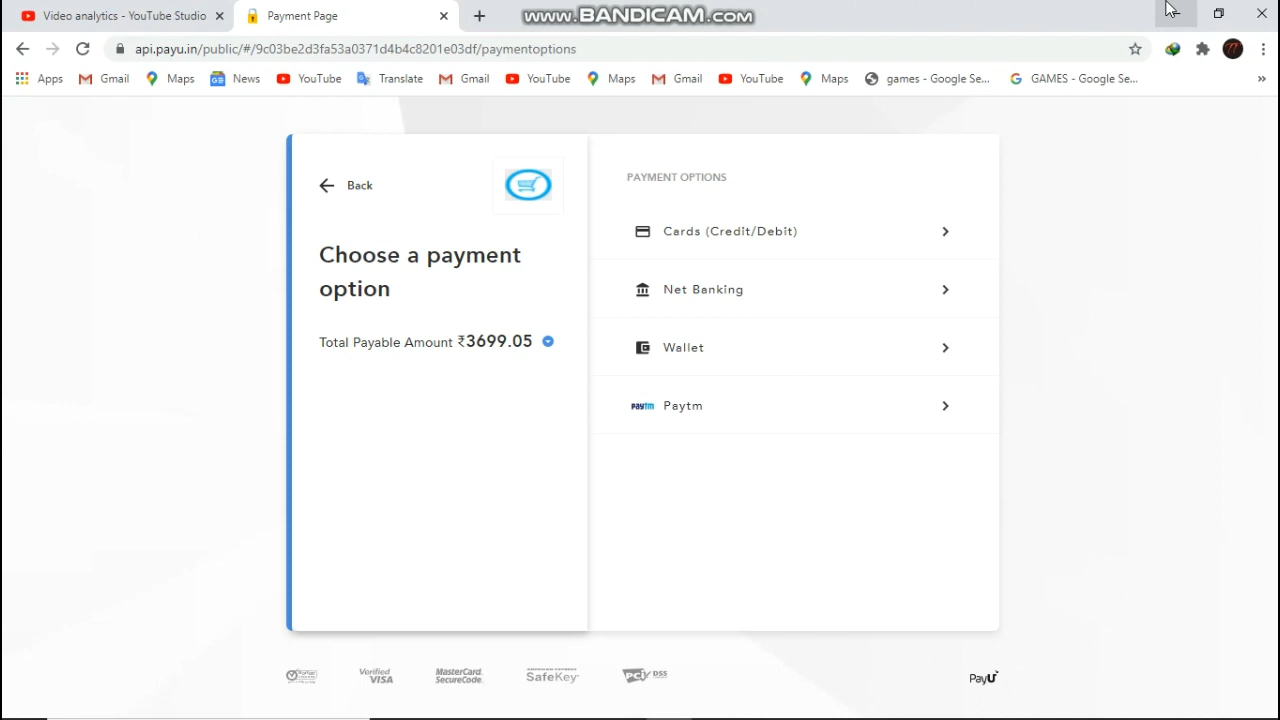 Video analytics - YouTube Studio
Payment Page
www.BANDICAM.COM
api.payu.in/public/#/9c03be2d3fa53a0371d4b4c8201e03df/paymentoptions
Apps Gmail Maps News YouTube Translate Gmail YouTube Maps Gmail YouTube Maps games - Google Se... GAMES - Google Se... »
Back
Choose a payment
option
Total Payable Amount ₹3699.05
PAYMENT OPTIONS
Cards (Credit/Debit)
Net Banking
Wallet
paytm Paytm
Verified
VISA
MasterCard.
SecureCode.
AMERICAN EXPRESS
SafeKey
PCI DSS
PayU